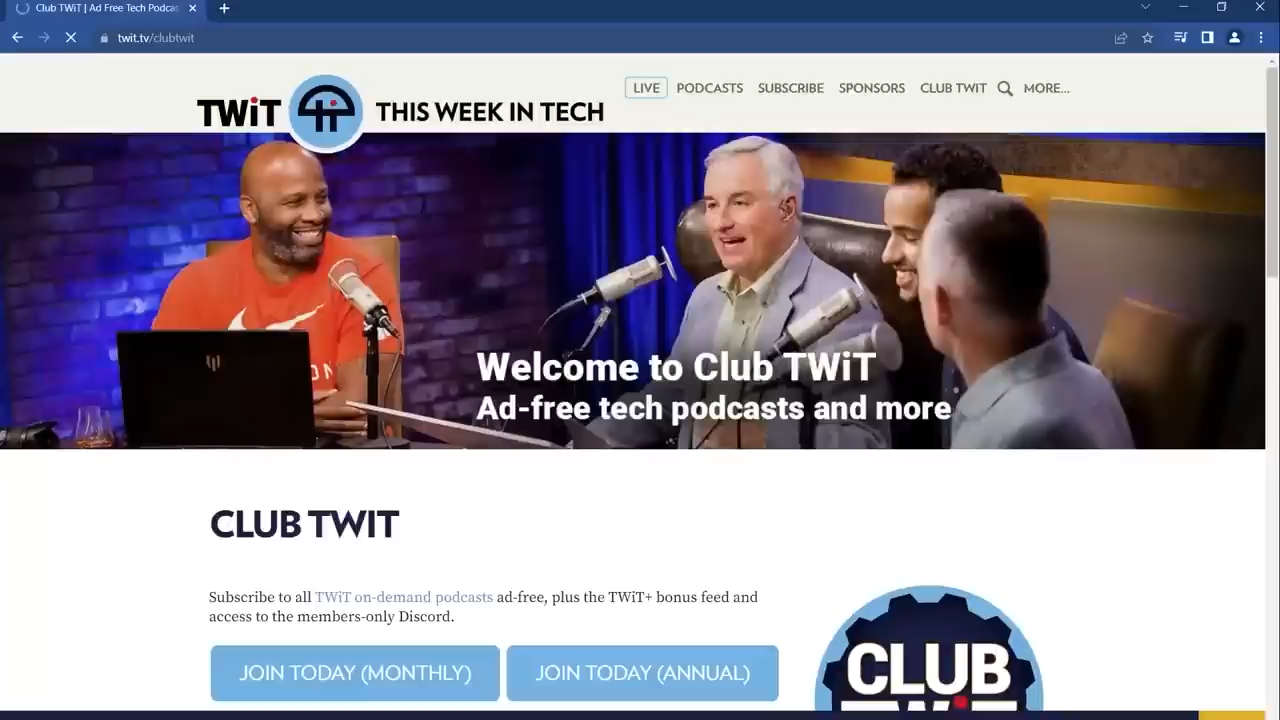 Club TWiT | Ad Free Tech Podcas
twit.tv/clubtwit
TWiT
THIS WEEK IN TECH
LIVE
PODCASTS
SUBSCRIBE
SPONSORS
CLUB TWIT
MORE...
Welcome to Club TWiT
Ad-free tech podcasts and more
CLUB TWIT
Subscribe to all TWiT on-demand podcasts ad-free, plus the TWiT+ bonus feed and
access to the members-only Discord.
JOIN TODAY (MONTHLY)
JOIN TODAY (ANNUAL)
CLUB
TWiT